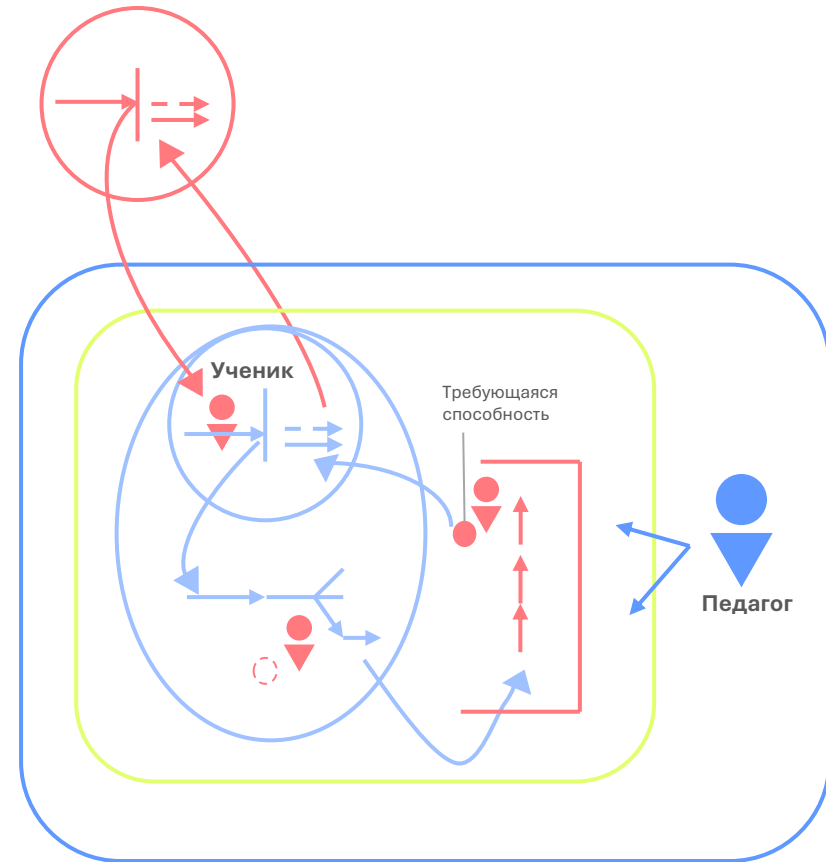 Ученик
Требующаяся
способность
Педагог